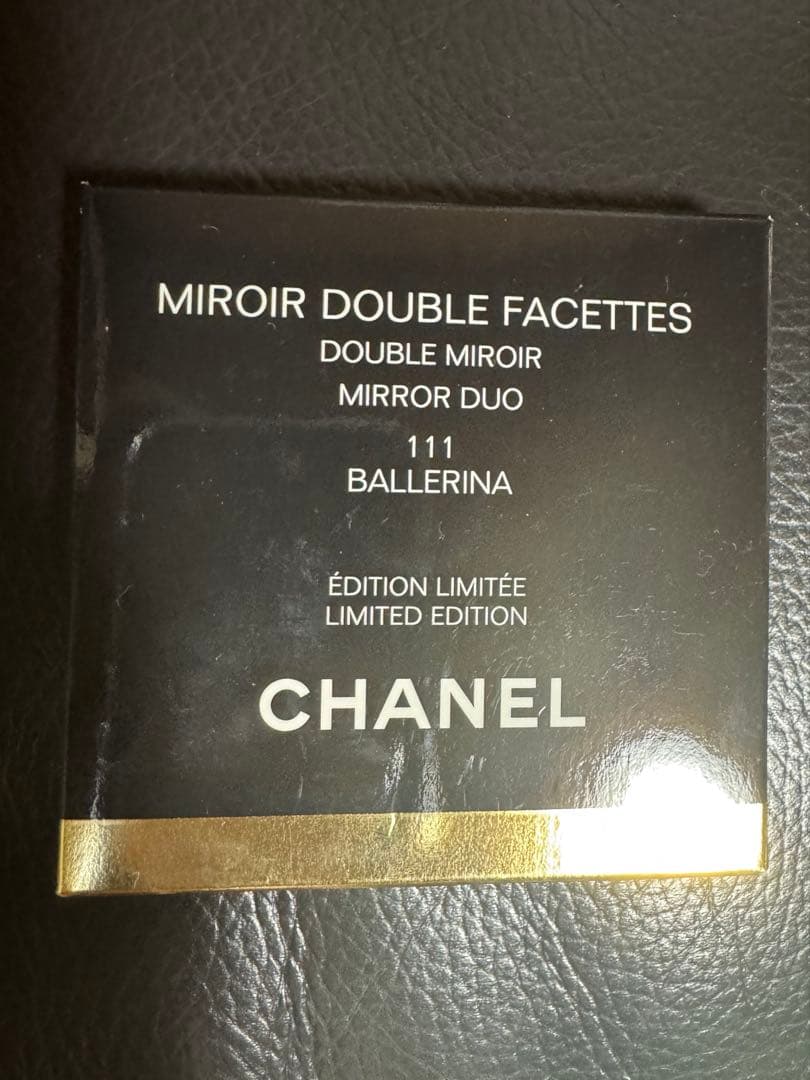 MIROIR DOUBLE FACETTES
DOUBLE MIROIR
MIRROR DUO
111
BALLERINA
ÉDITION LIMITÉE
LIMITED EDITION
CHANEL